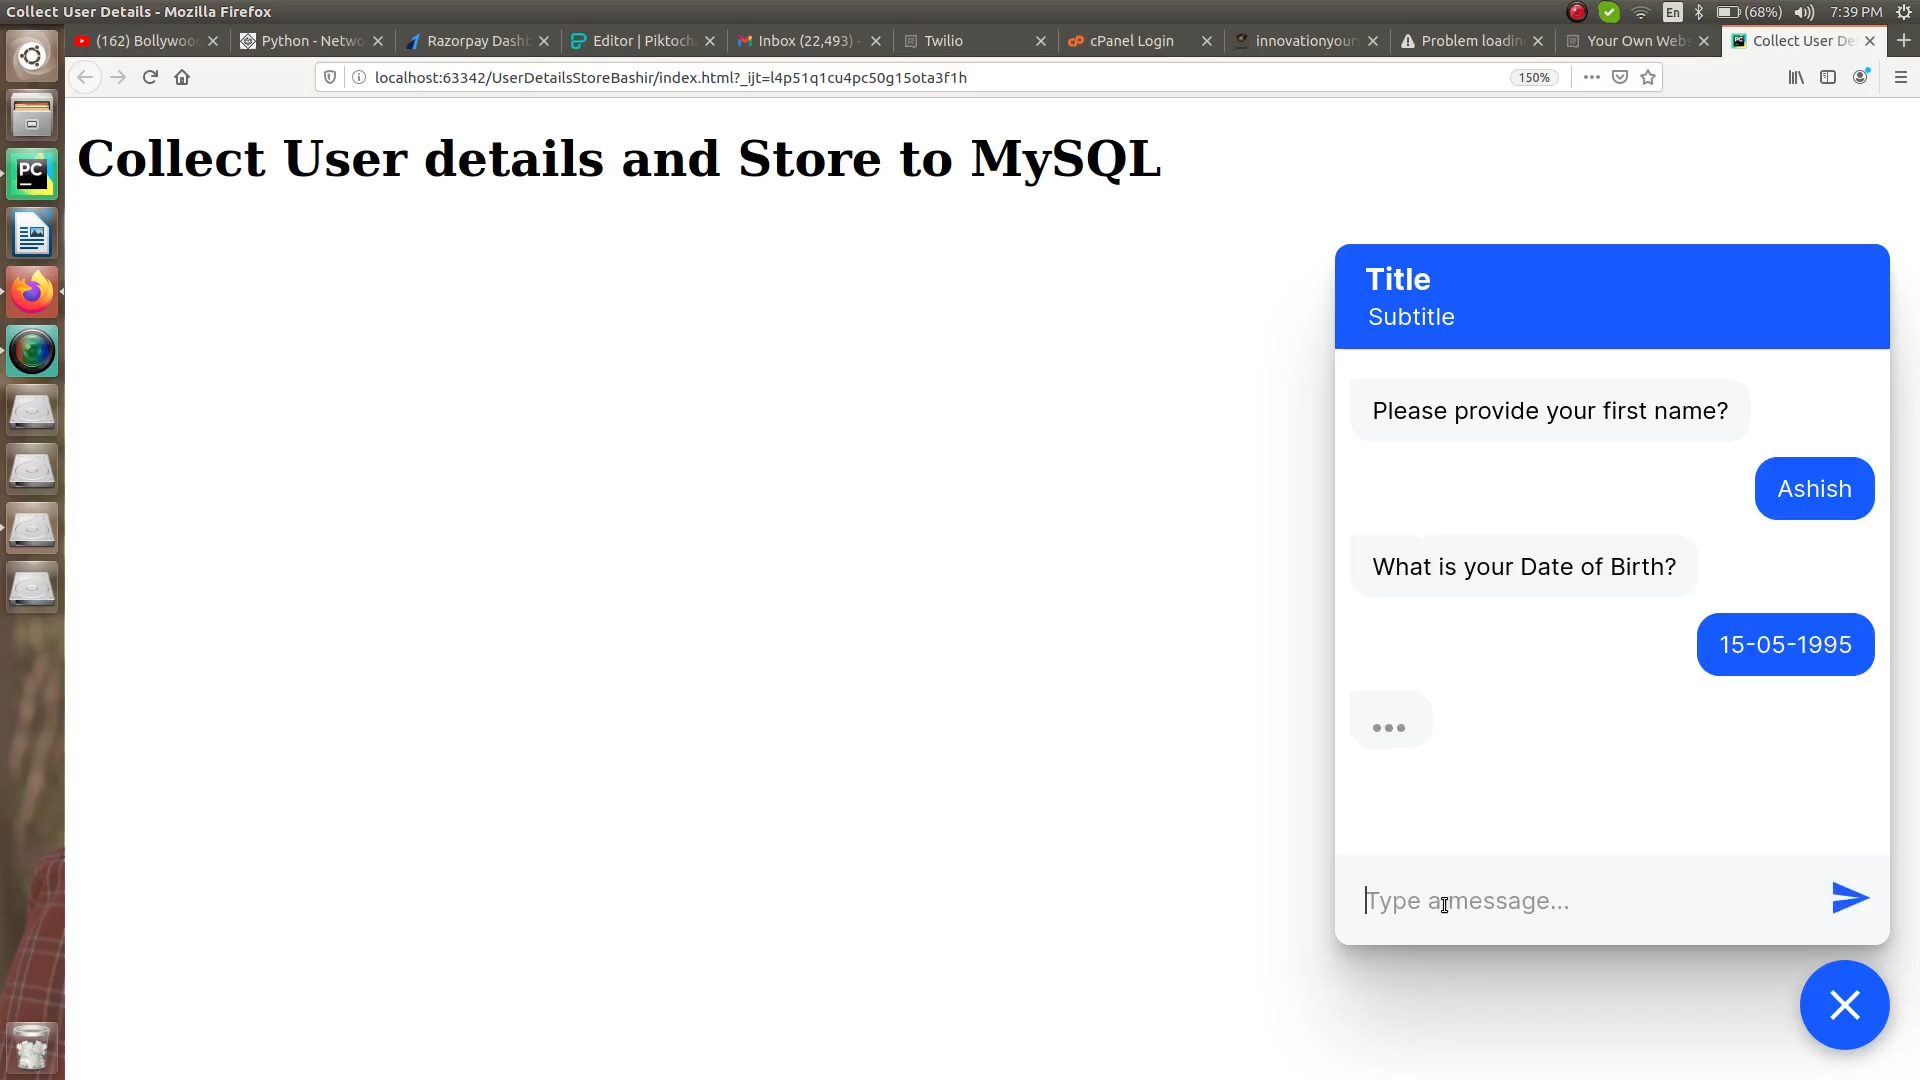 Collect User Details - Mozilla Firefox
En
(68%)
7:39 PM
(162) Bollywoo
Python - Netwo
Razorpay Dash
Editor | Piktoch
Inbox (22,493) -
Twilio
cPanel Login
innovationyour
Problem loadin
Your Own Web
Collect User De
localhost:63342/UserDetailsStoreBashir/index.html?_ijt=l4p51q1cu4pc50g15ota3f1h
150%
PC
Collect User details and Store to MySQL
Title
Subtitle
Please provide your first name?
Ashish
What is your Date of Birth?
15-05-1995
Type a message...